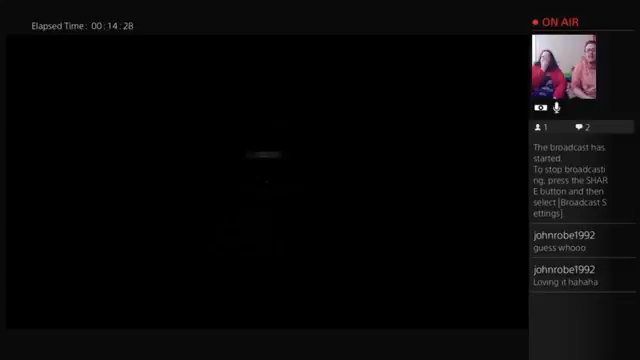 Elapsed Time: 00:14:28
ON AIR
1
2
The broadcast has
started.
To stop broadcasti
ng, press the SHAR
E button and then
select [Broadcast S
ettings].
johnrobe1992
guess whooo
johnrobe1992
Loving it hahaha